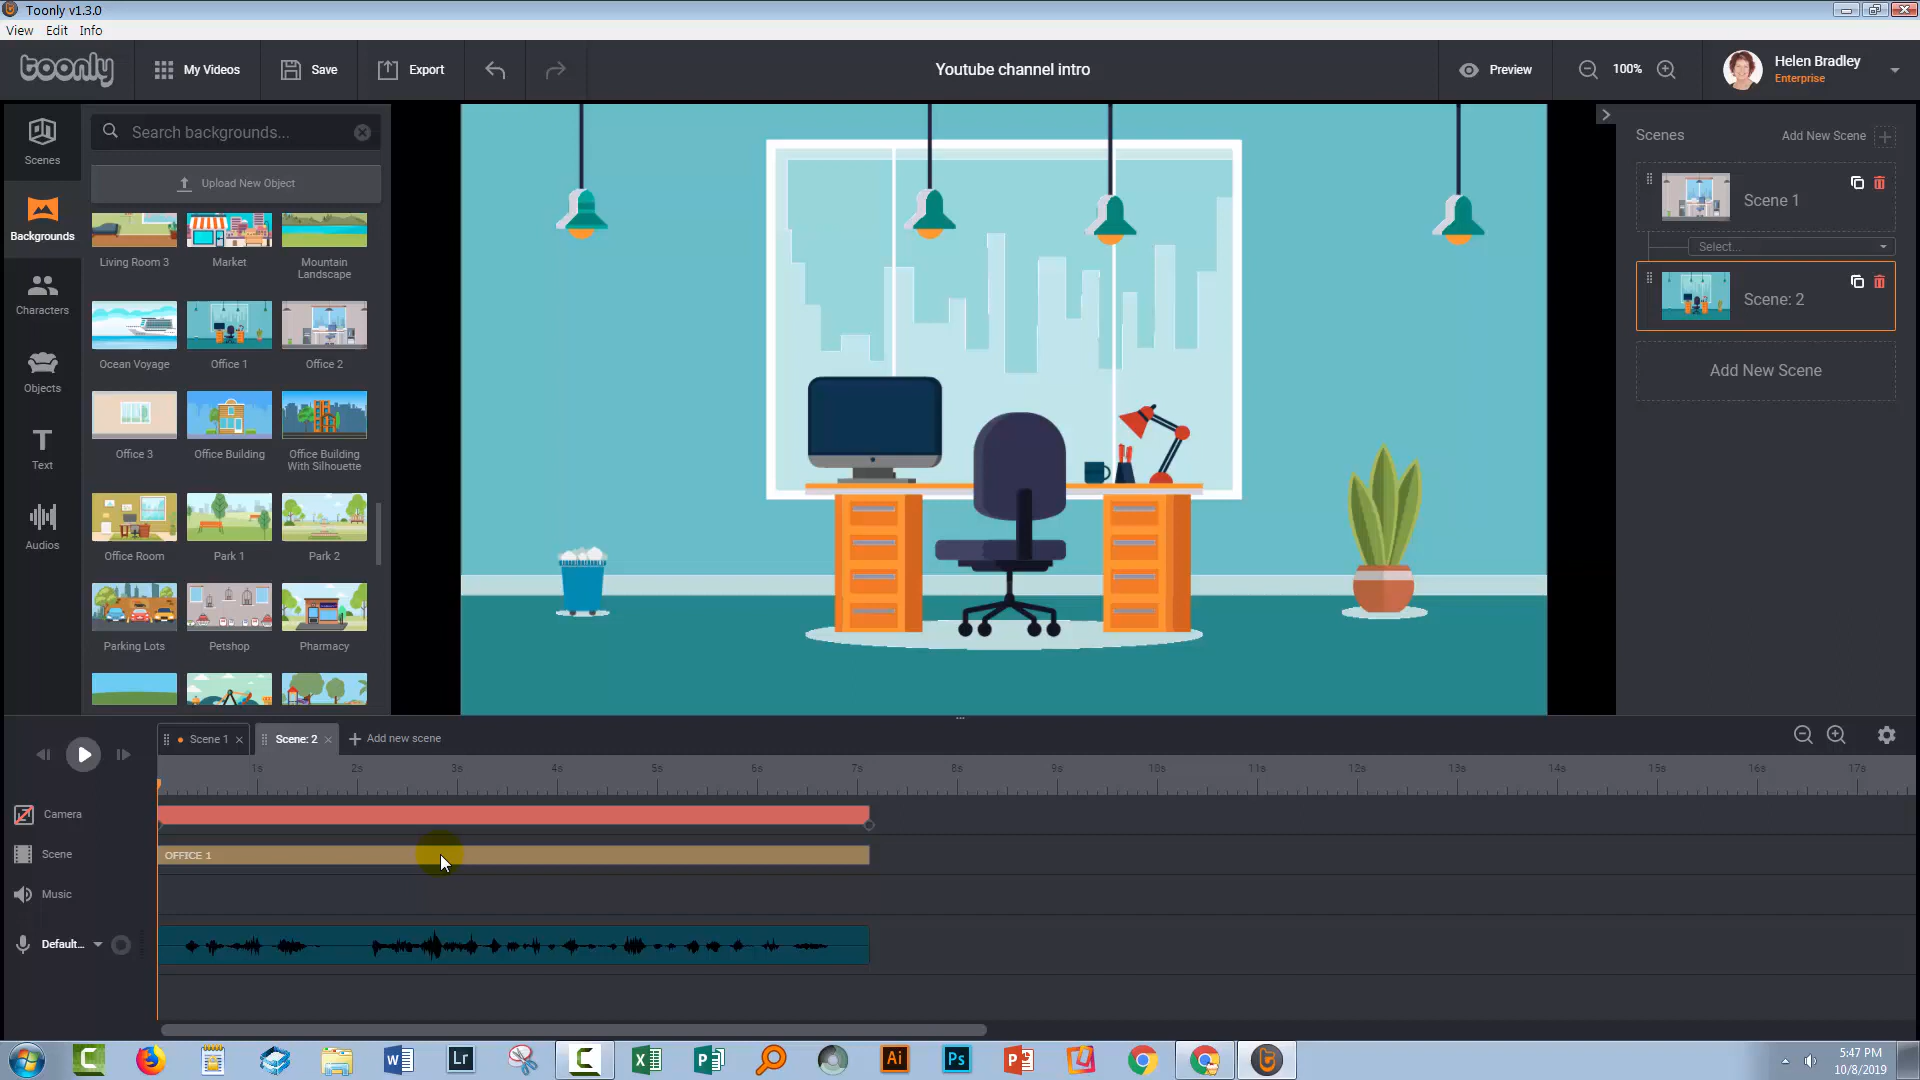 Toonly v1.3.0
View Edit Info
toonly
My Videos
Save
Export
Youtube channel intro
Preview
100%
Helen Bradley
Enterprise
Scenes
Backgrounds
Characters
Objects
Text
Audios
Search backgrounds...
Upload New Object
Living Room 3
Market
Mountain
Landscape
Ocean Voyage
Office 1
Office 2
Office 3
Office Building
Office Building
With Silhouette
Office Room
Park 1
Park 2
Parking Lots
Petshop
Pharmacy
Scenes
Add New Scene
Scene 1
Select...
Scene: 2
Add New Scene
Scene 1
Scene: 2
Add new scene
1s 2s 3s 4s 5s 6s 7s 8s 9s 10s 11s 12s 13s 14s 15s 16s 17s
Camera
Scene
OFFICE 1
Music
Default...
Lr
Ai
Ps
5:47 PM
10/8/2019